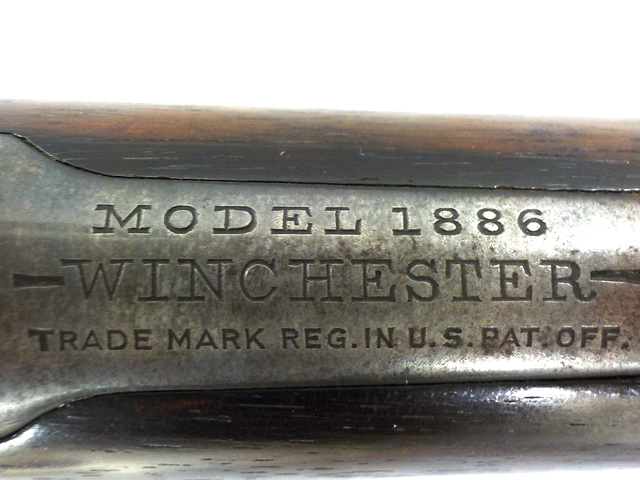 MODEL 1886
—WINCHESTER—
TRADE MARK REG. IN U.S. PAT. OFF.